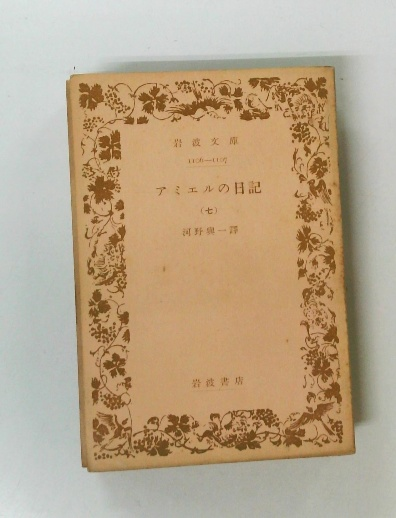 岩波文庫
アミエルの日記
(七)
河野與一譯
岩波書店